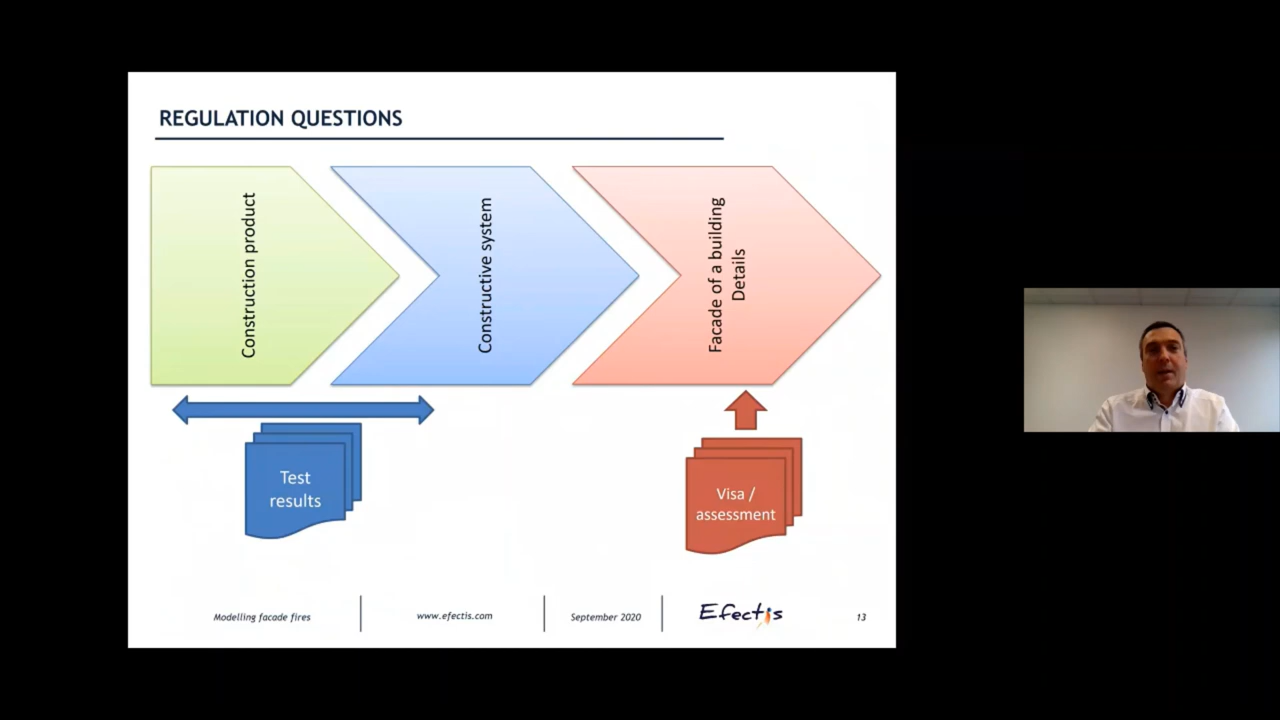 REGULATION QUESTIONS
Construction product
Constructive system
Facade of a building
Details
Test
results
Visa /
assessment
Modelling facade fires
www.efectis.com
September 2020
Efectis
13